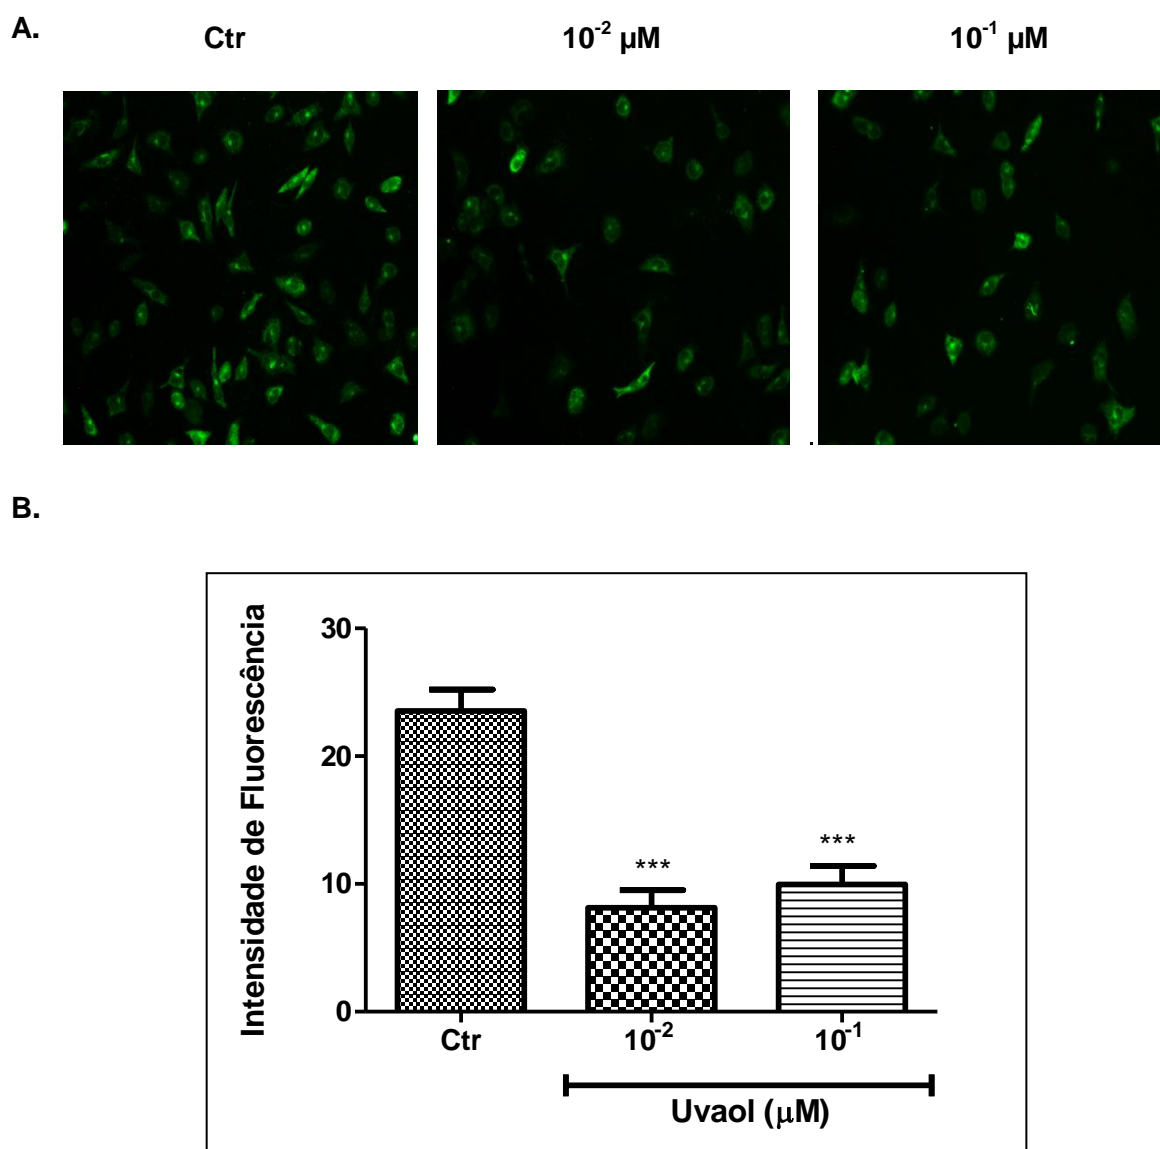 A.
Ctr 10⁻² µM 10⁻¹ µM
B.
Intensidade de Fluorescência
30
20
10
0
***
***
Ctr 10⁻² 10⁻¹
Uvaol (µM)